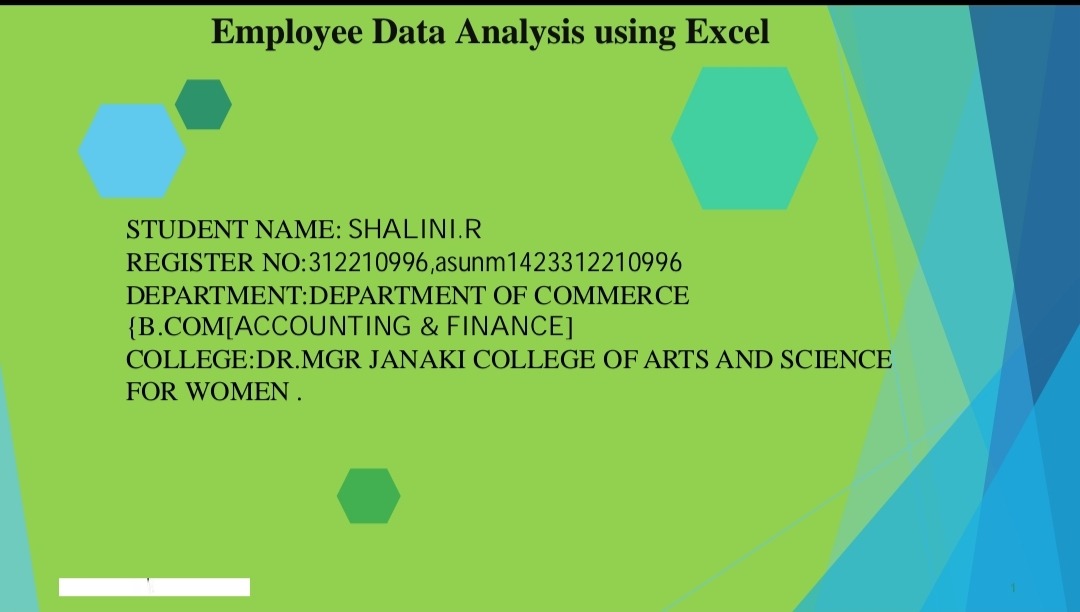 Employee Data Analysis using Excel
STUDENT NAME: SHALINI.R
REGISTER NO:312210996,asunm1423312210996
DEPARTMENT:DEPARTMENT OF COMMERCE
{B.COM[ACCOUNTING & FINANCE]
COLLEGE:DR.MGR JANAKI COLLEGE OF ARTS AND SCIENCE
FOR WOMEN .
1